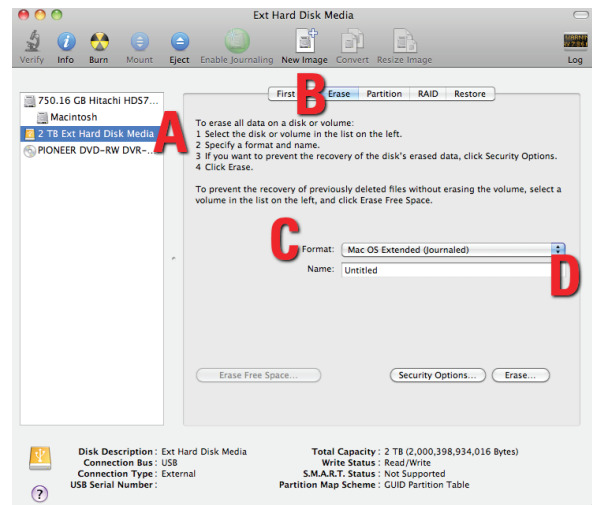 Ext Hard Disk Media
Verify Info Burn Mount Eject Enable Journaling New Image Convert Resize Image Log
750.16 GB Hitachi HDS7...
Macintosh
2 TB Ext Hard Disk Media
PIONEER DVD-RW DVR-...
A
First Erase Partition RAID Restore
B
To erase all data on a disk or volume:
1 Select the disk or volume in the list on the left.
2 Specify a format and name.
3 If you want to prevent the recovery of the disk's erased data, click Security Options.
4 Click Erase.
To prevent the recovery of previously deleted files without erasing the volume, select a
volume in the list on the left, and click Erase Free Space.
C
Format: Mac OS Extended (Journaled)
Name: Untitled
D
Erase Free Space... Security Options... Erase...
Disk Description : Ext Hard Disk Media Total Capacity : 2 TB (2,000,398,934,016 Bytes)
Connection Bus : USB Write Status : Read/Write
Connection Type : External S.M.A.R.T. Status : Not Supported
USB Serial Number : Partition Map Scheme : GUID Partition Table
?